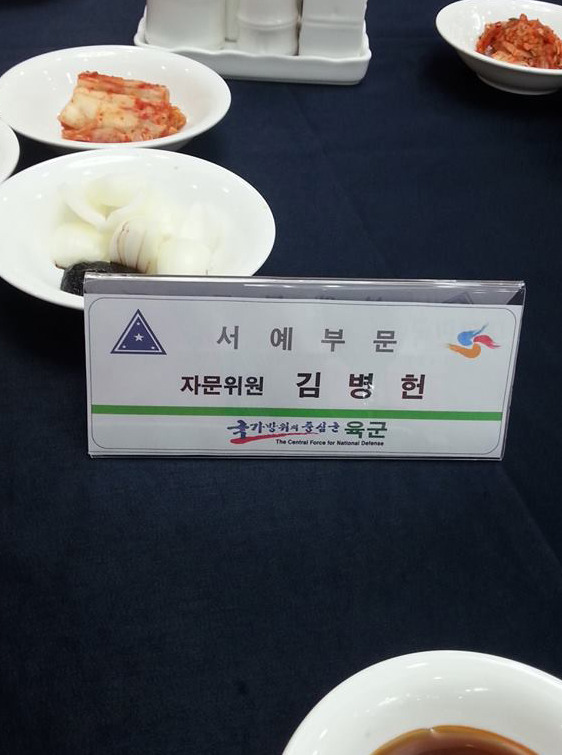 서 예 부 문
자문위원 김 병 헌
국가방위의 중심군 육군
The Central Force for National Defense